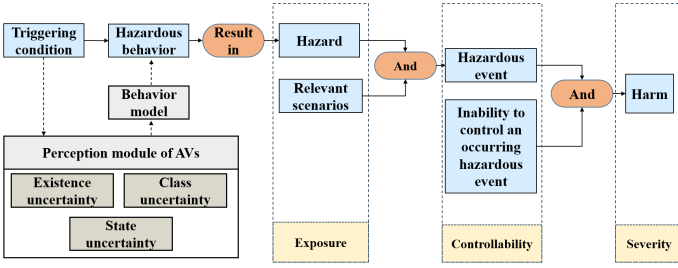 Triggering
condition
Hazardous
behavior
Result
in
Hazard
And
Relevant
scenarios
Hazardous
event
And
Harm
Inability to
control an
occurring
hazardous
event
Behavior
model
Perception module of AVs
Existence
uncertainty
Class
uncertainty
State
uncertainty
Exposure
Controllability
Severity